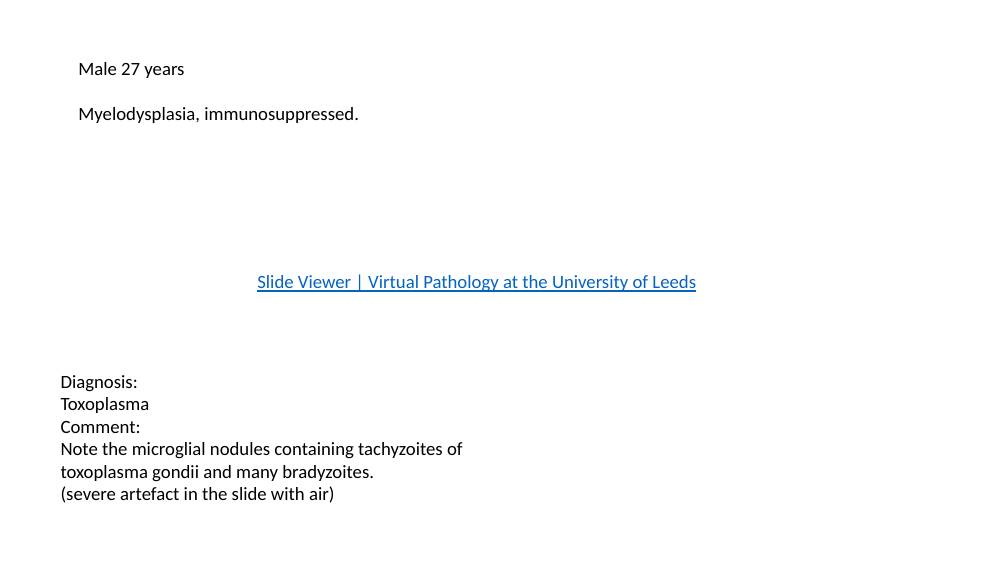 Male 27 years
Myelodysplasia, immunosuppressed.
Slide Viewer | Virtual Pathology at the University of Leeds
Diagnosis:
Toxoplasma
Comment:
Note the microglial nodules containing tachyzoites of
toxoplasma gondii and many bradyzoites.
(severe artefact in the slide with air)